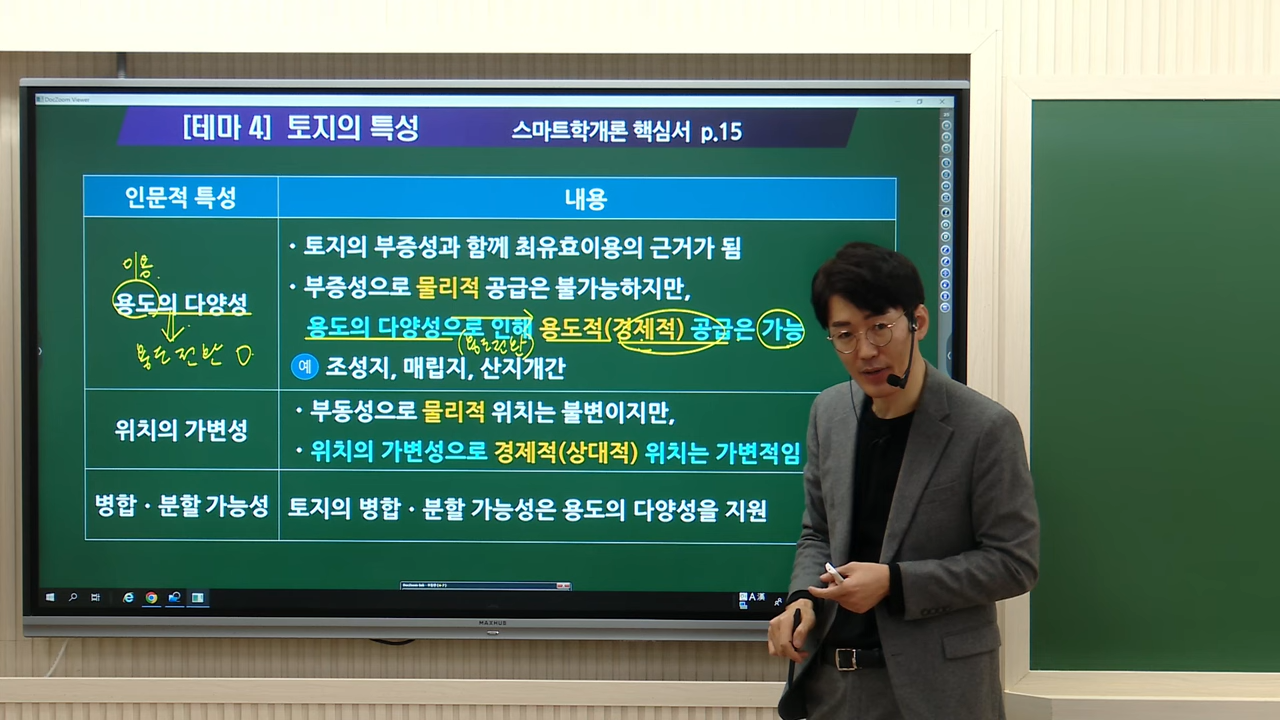 DocZoom Viewer
[테마 4] 토지의 특성
스마트학개론 핵심서 p.15
인문적 특성
내용
이용
용도의 다양성
용도전반 O
· 토지의 부증성과 함께 최유효이용의 근거가 됨
· 부증성으로 물리적 공급은 불가능하지만,
용도의 다양성으로 인해 용도적(경제적) 공급은 가능
(용도전반)
예 조성지, 매립지, 산지개간
위치의 가변성
· 부동성으로 물리적 위치는 불변이지만,
· 위치의 가변성으로 경제적(상대적) 위치는 가변적임
병합 · 분할 가능성
토지의 병합 · 분할 가능성은 용도의 다양성을 지원
A 漢
MAXHUB